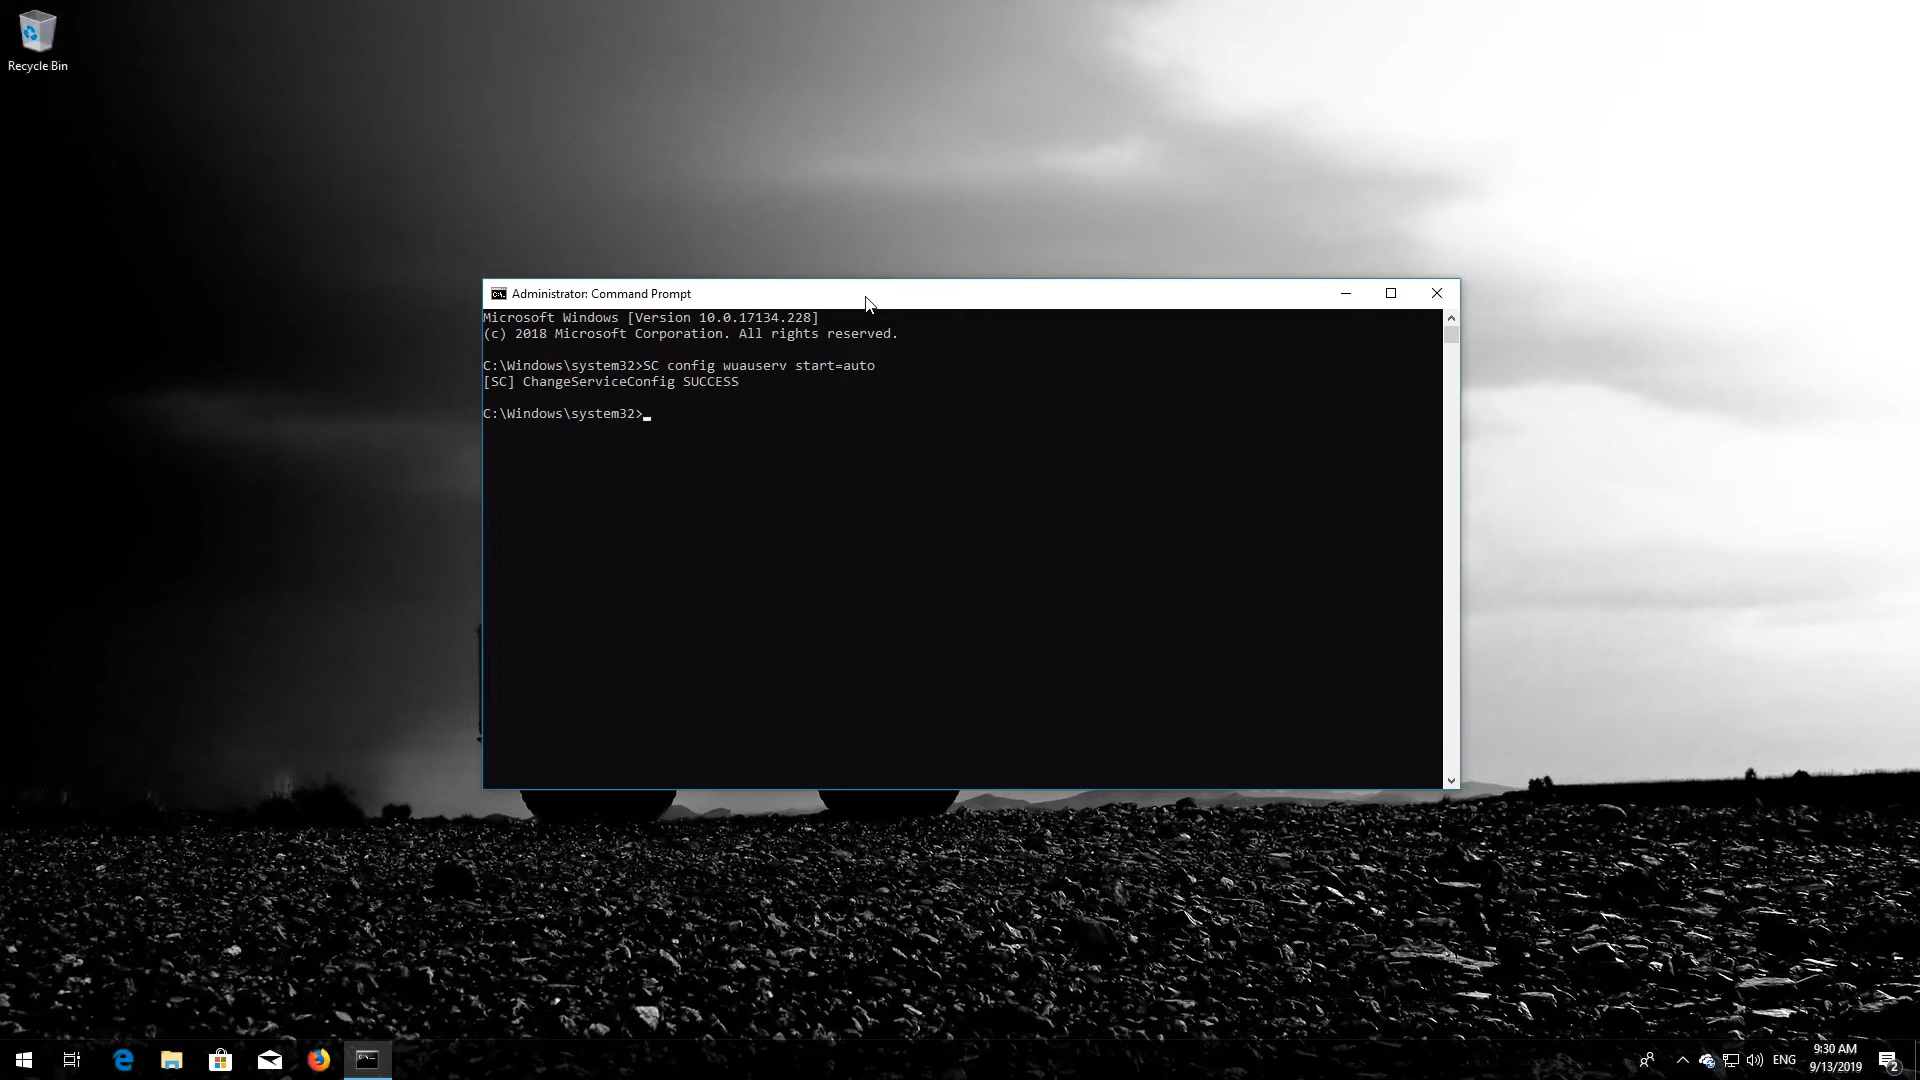 Recycle Bin
Administrator: Command Prompt
Microsoft Windows [Version 10.0.17134.228]
(c) 2018 Microsoft Corporation. All rights reserved.
C:\Windows\system32>SC config wuauserv start=auto
[SC] ChangeServiceConfig SUCCESS
C:\Windows\system32>
ENG
9:30 AM
9/13/2019
2